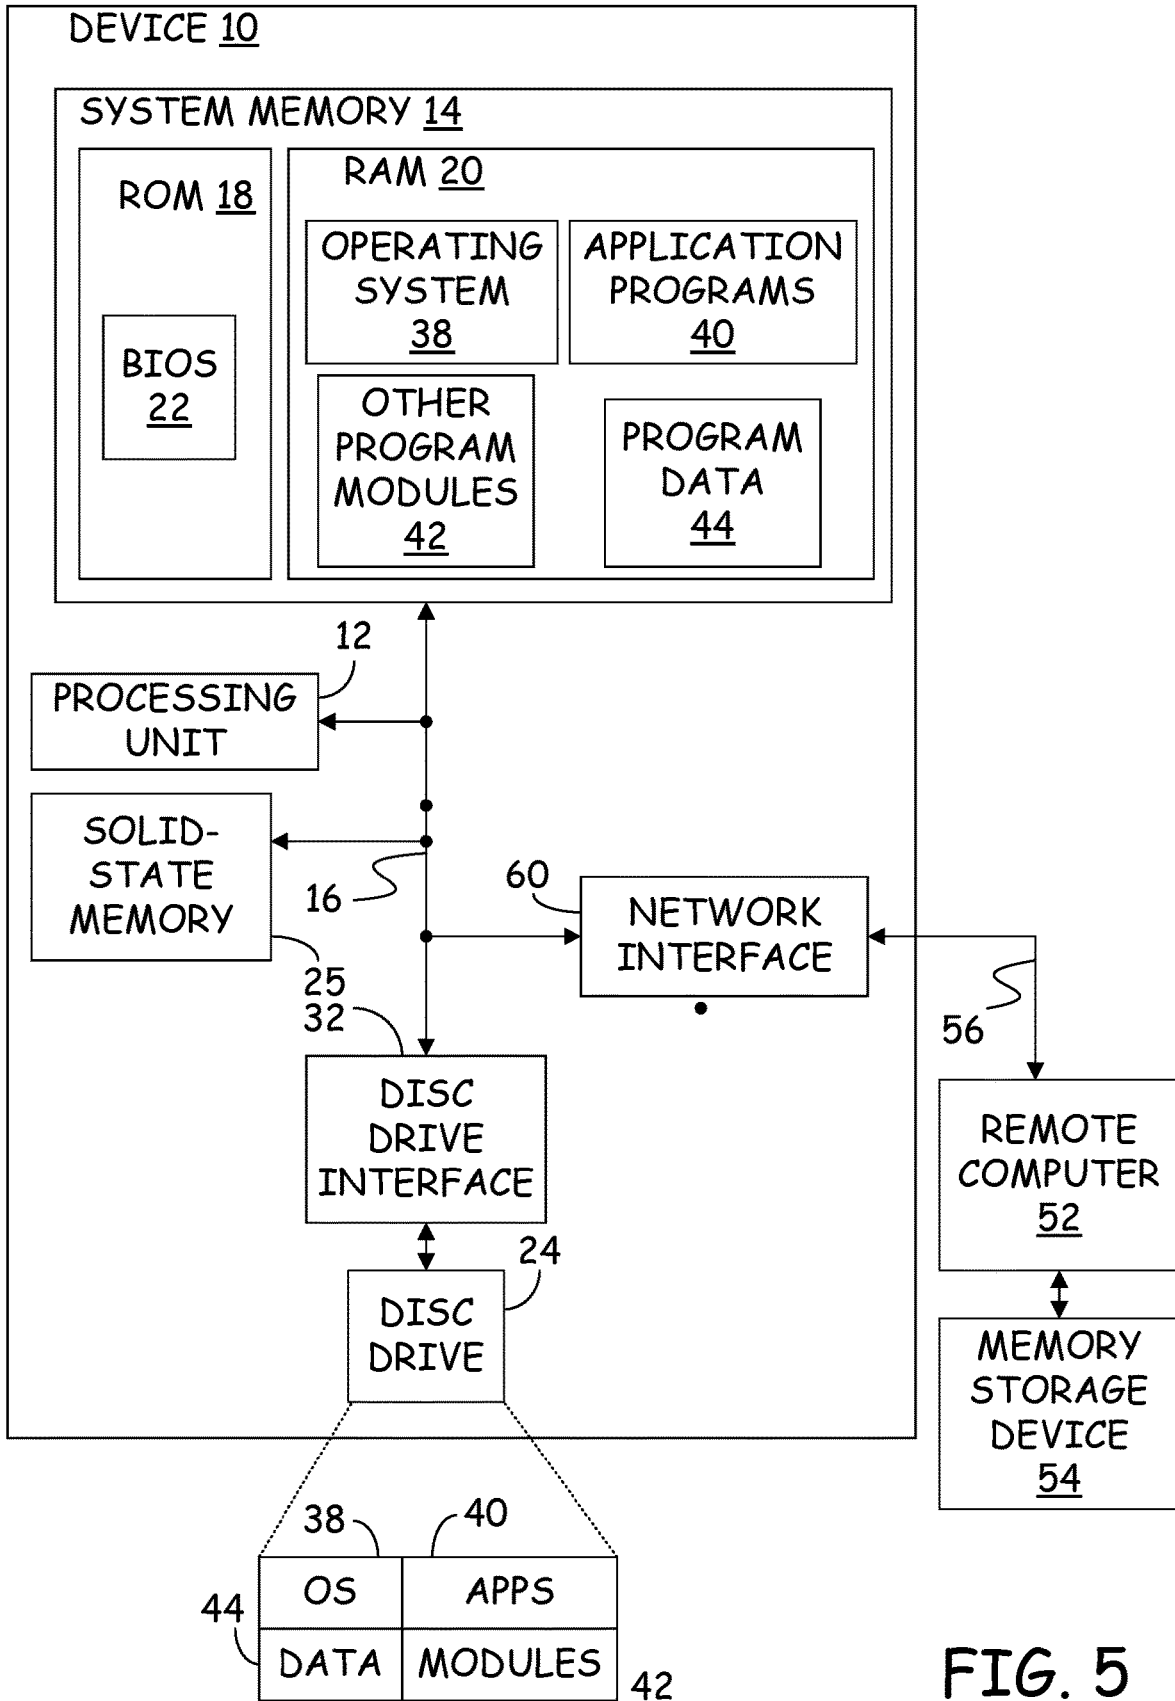 DEVICE 10
SYSTEM MEMORY 14
ROM 18
BIOS
22
RAM 20
OPERATING
SYSTEM
38
APPLICATION
PROGRAMS
40
OTHER
PROGRAM
MODULES
42
PROGRAM
DATA
44
12
PROCESSING
UNIT
SOLID-
STATE
MEMORY
25
16
60
NETWORK
INTERFACE
56
32
DISC
DRIVE
INTERFACE
24
DISC
DRIVE
REMOTE
COMPUTER
52
MEMORY
STORAGE
DEVICE
54
38
40
OS
APPS
44
DATA
MODULES
42
FIG. 5